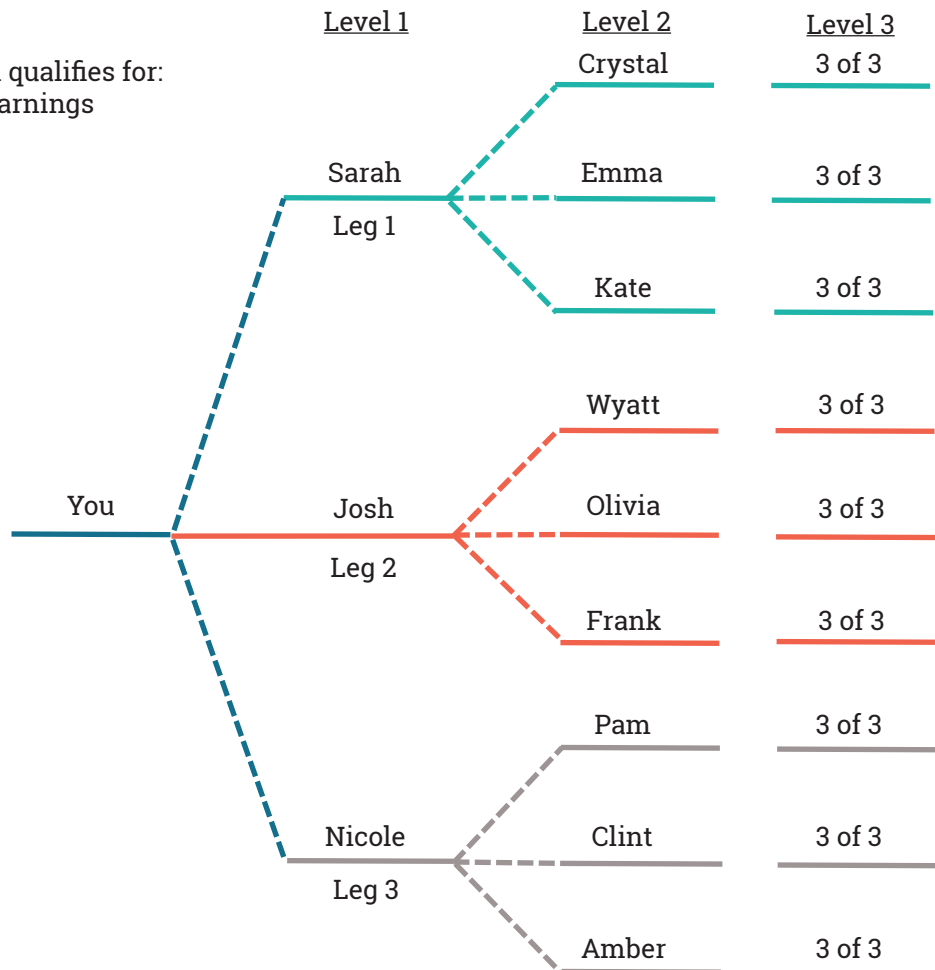 Level 1
Level 2
Level 3
qualifies for:
arnings
Crystal
3 of 3
Sarah
Leg 1
Emma
3 of 3
Kate
3 of 3
Wyatt
3 of 3
You
Josh
Leg 2
Olivia
3 of 3
Frank
3 of 3
Pam
3 of 3
Nicole
Leg 3
Clint
3 of 3
Amber
3 of 3